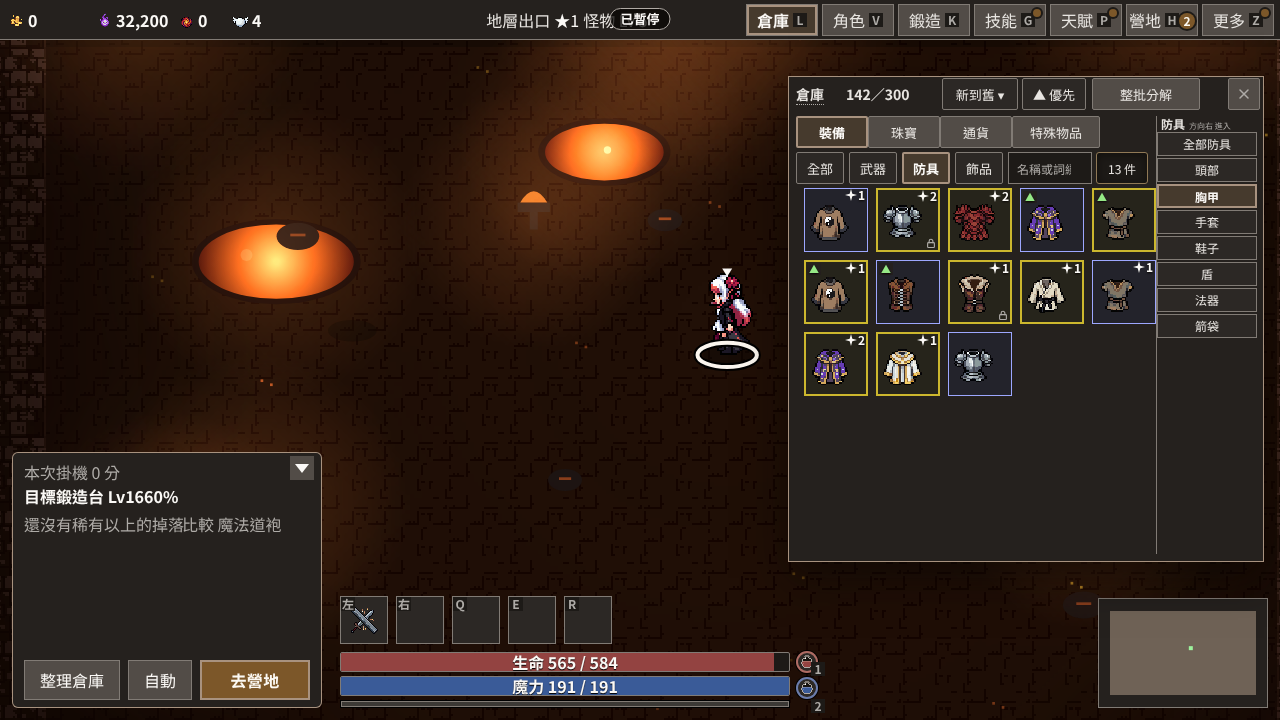 0 32,200 0 4
地層出口 ★1 怪物 已暫停
倉庫 L 角色 V 鍛造 K 技能 G 天賦 P 營地 H 2 更多 Z
倉庫 142／300 新到舊 ▾ ▲ 優先 整批分解 ✕
裝備 珠寶 通貨 特殊物品
全部 武器 防具 飾品 名稱或詞綴 13 件
1 2 2
1 1 1 1
2 1
防具 方向右 進入
全部防具
頭部
胸甲
手套
鞋子
盾
法器
箭袋
本次掛機 0 分
目標鍛造台 Lv1660%
還沒有稀有以上的掉落比較 魔法道袍
整理倉庫 自動 去營地
左 右 Q E R
生命 565 / 584
1
魔力 191 / 191
2